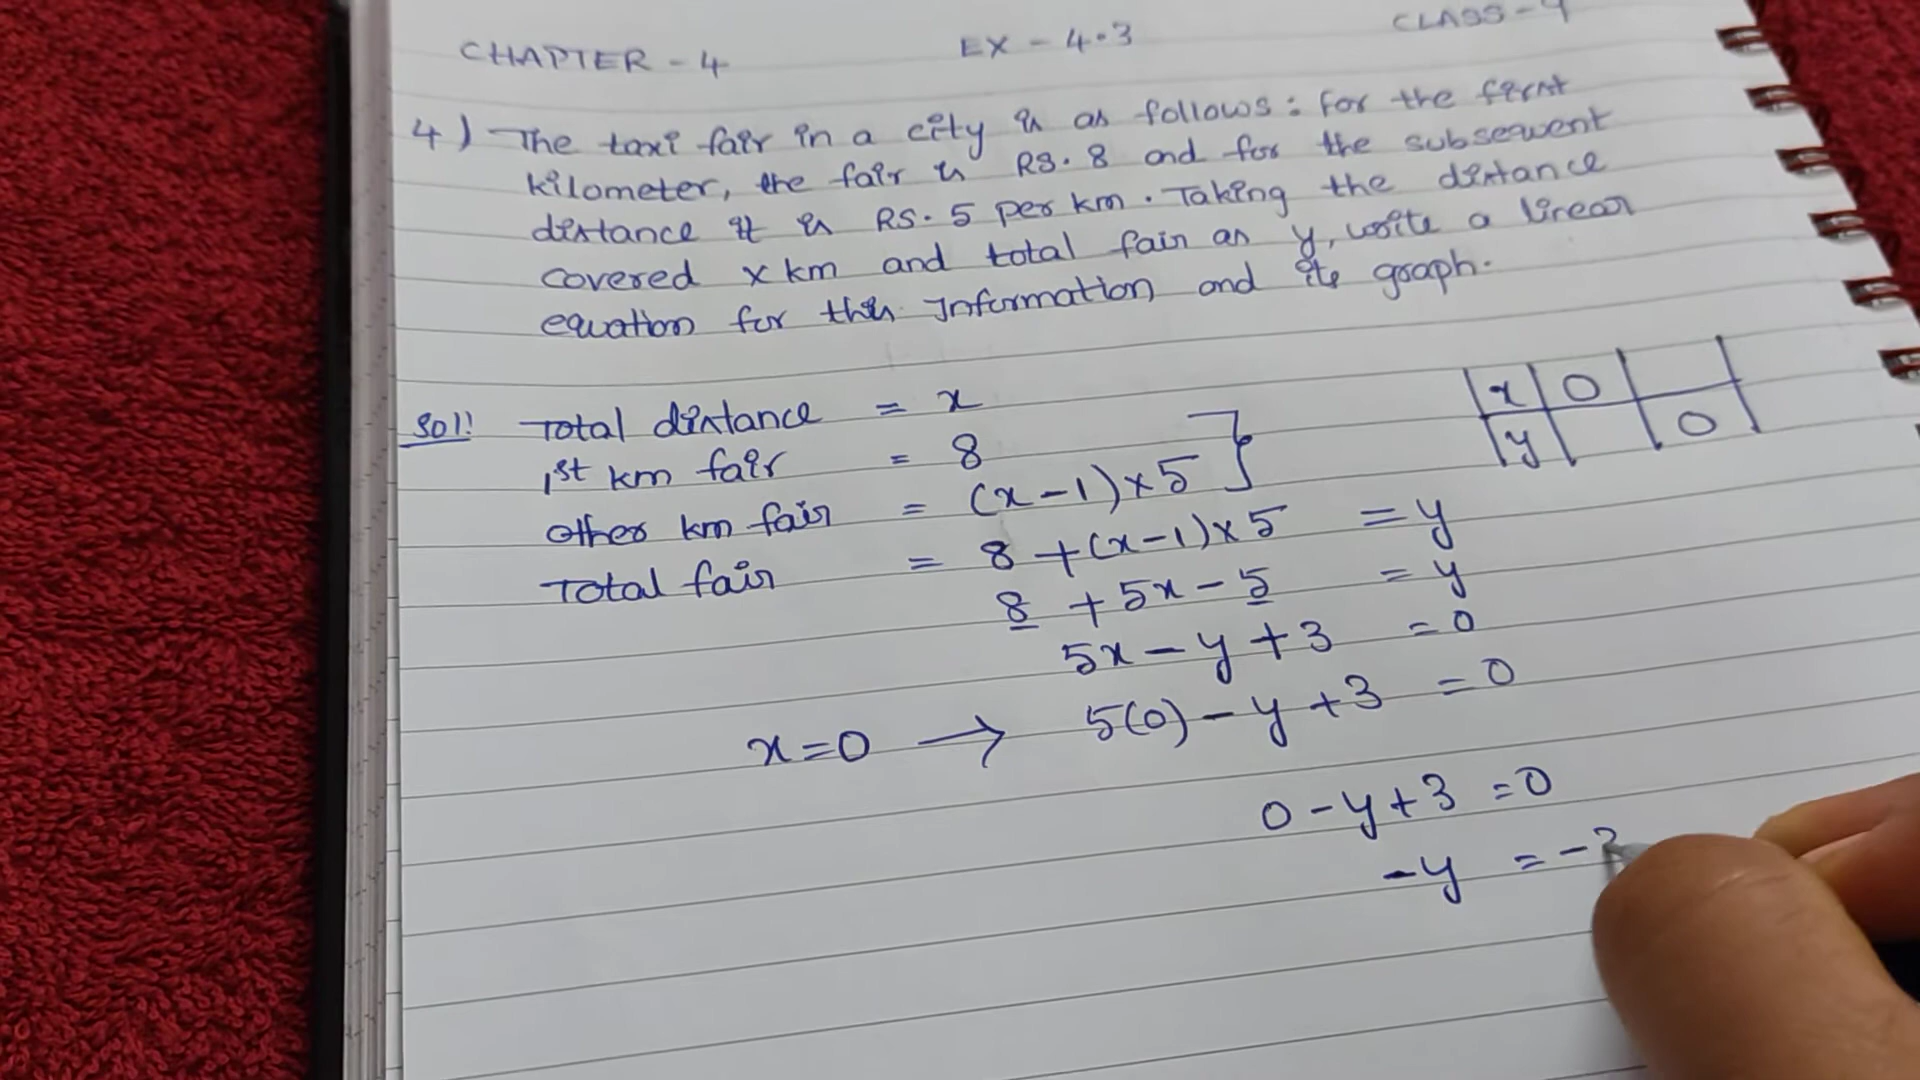 CHAPTER - 4 EX - 4.3 CLASS - 9
4) The taxi fair in a city is as follows: For the first
kilometer, the fair is RS. 8 and for the subsequent
distance it is RS. 5 per km. Taking the distance
covered x km and total fair as y, write a linear
equation for this Information and its graph.
Sol: Total distance = x
1st km fair = 8
other km fair = (x-1)×5
Total fair = 8 + (x-1)×5 = y
8 + 5x - 5 = y
5x - y + 3 = 0
x=0 → 5(0) - y + 3 = 0
0 - y + 3 = 0
-y = -3
x 0
y 0